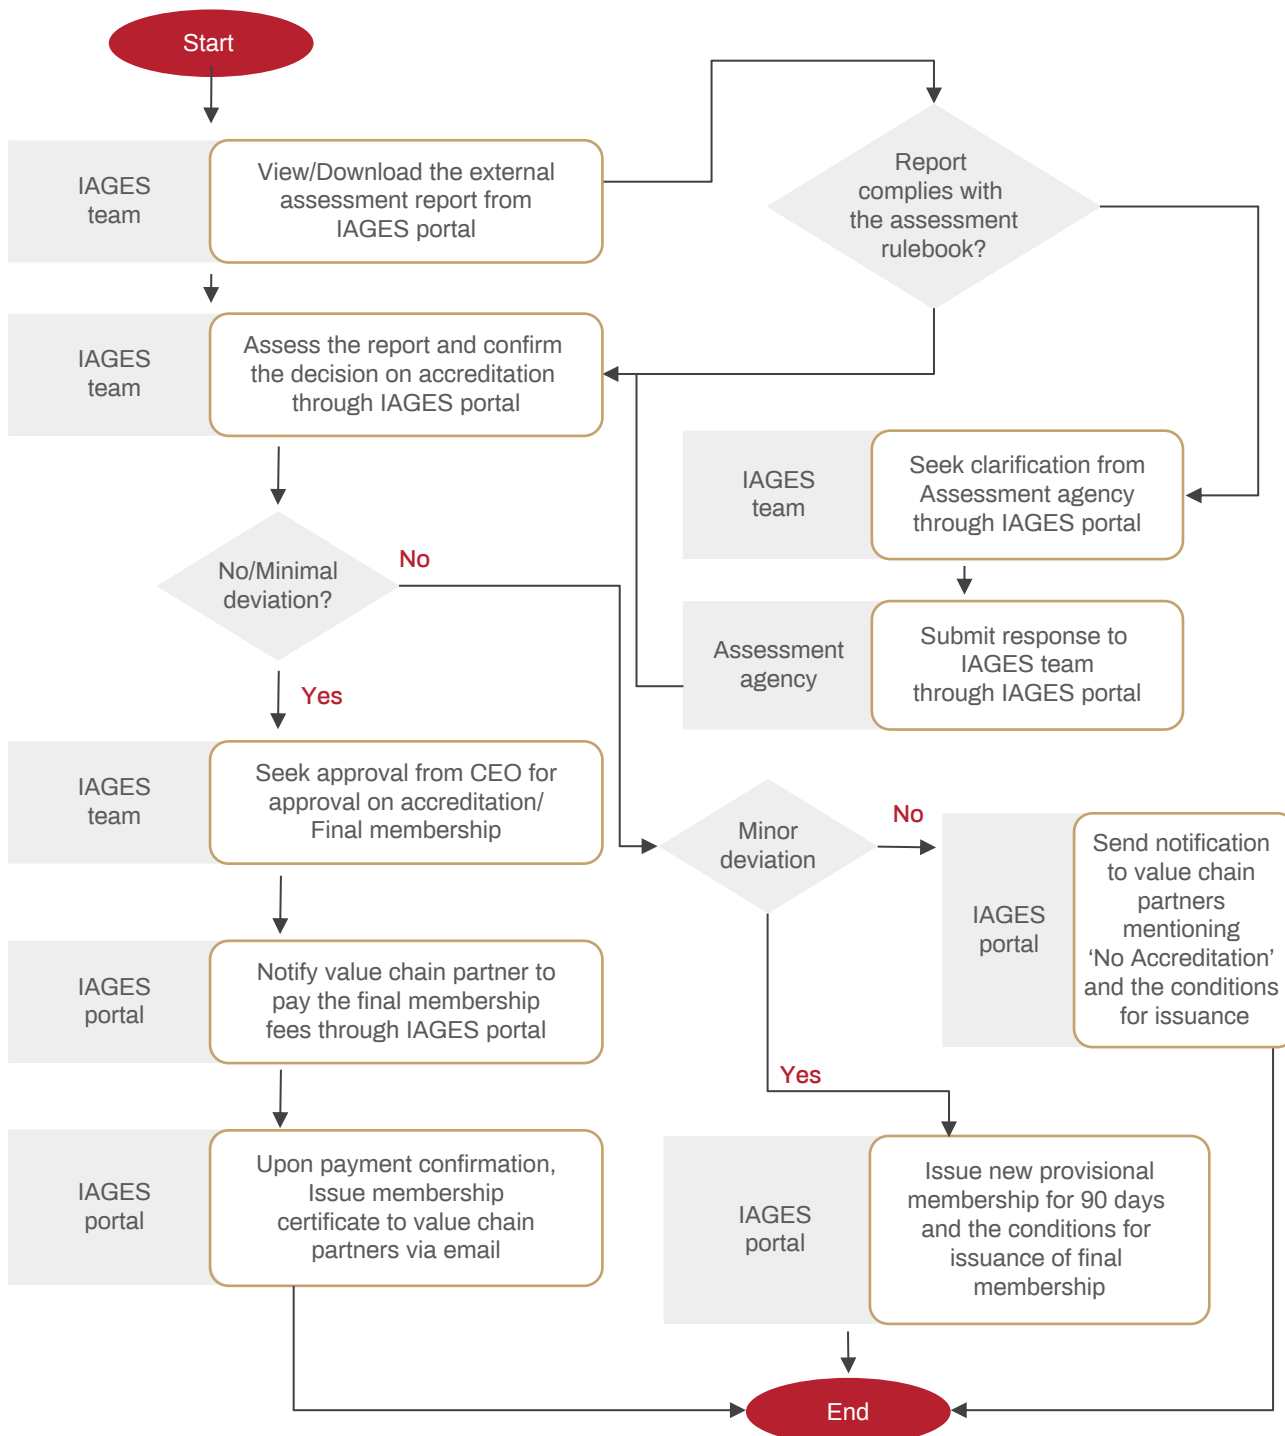 Start
IAGES
team
View/Download the external
assessment report from
IAGES portal
Report
complies with
the assessment
rulebook?
IAGES
team
Assess the report and confirm
the decision on accreditation
through IAGES portal
IAGES
team
Seek clarification from
Assessment agency
through IAGES portal
No/Minimal
deviation?
No
Yes
Assessment
agency
Submit response to
IAGES team
through IAGES portal
IAGES
team
Seek approval from CEO for
approval on accreditation/
Final membership
Minor
deviation
No
Yes
IAGES
portal
Send notification
to value chain
partners
mentioning
‘No Accreditation’
and the conditions
for issuance
IAGES
portal
Notify value chain partner to
pay the final membership
fees through IAGES portal
IAGES
portal
Upon payment confirmation,
Issue membership
certificate to value chain
partners via email
IAGES
portal
Issue new provisional
membership for 90 days
and the conditions for
issuance of final
membership
End